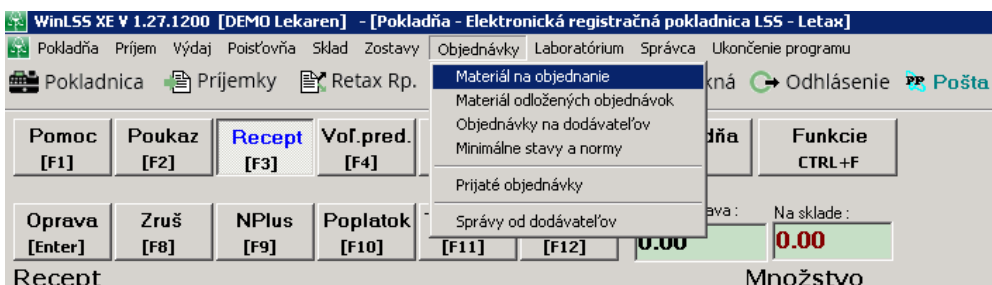 WinLSS XE V 1.27.1200 [DEMO Lekaren] - [Pokladňa - Elektronická registračná pokladnica LSS - Letax]
Pokladňa Príjem Výdaj Poisťovňa Sklad Zostavy Objednávky Laboratórium Správca Ukončenie programu
Pokladnica Príjemky Retax Rp. Odhlásenie Pošta
Materiál na objednanie
Materiál odložených objednávok
Objednávky na dodávateľov
Minimálne stavy a normy
Prijaté objednávky
Správy od dodávateľov
Pomoc Poukaz Recept Voľ.pred. Funkcie
[F1] [F2] [F3] [F4] CTRL+F
Oprava Zruš NPlus Poplatok Na sklade :
[Enter] [F8] [F9] [F10] [F11] [F12] 0.00 0.00
Recept Množstvo